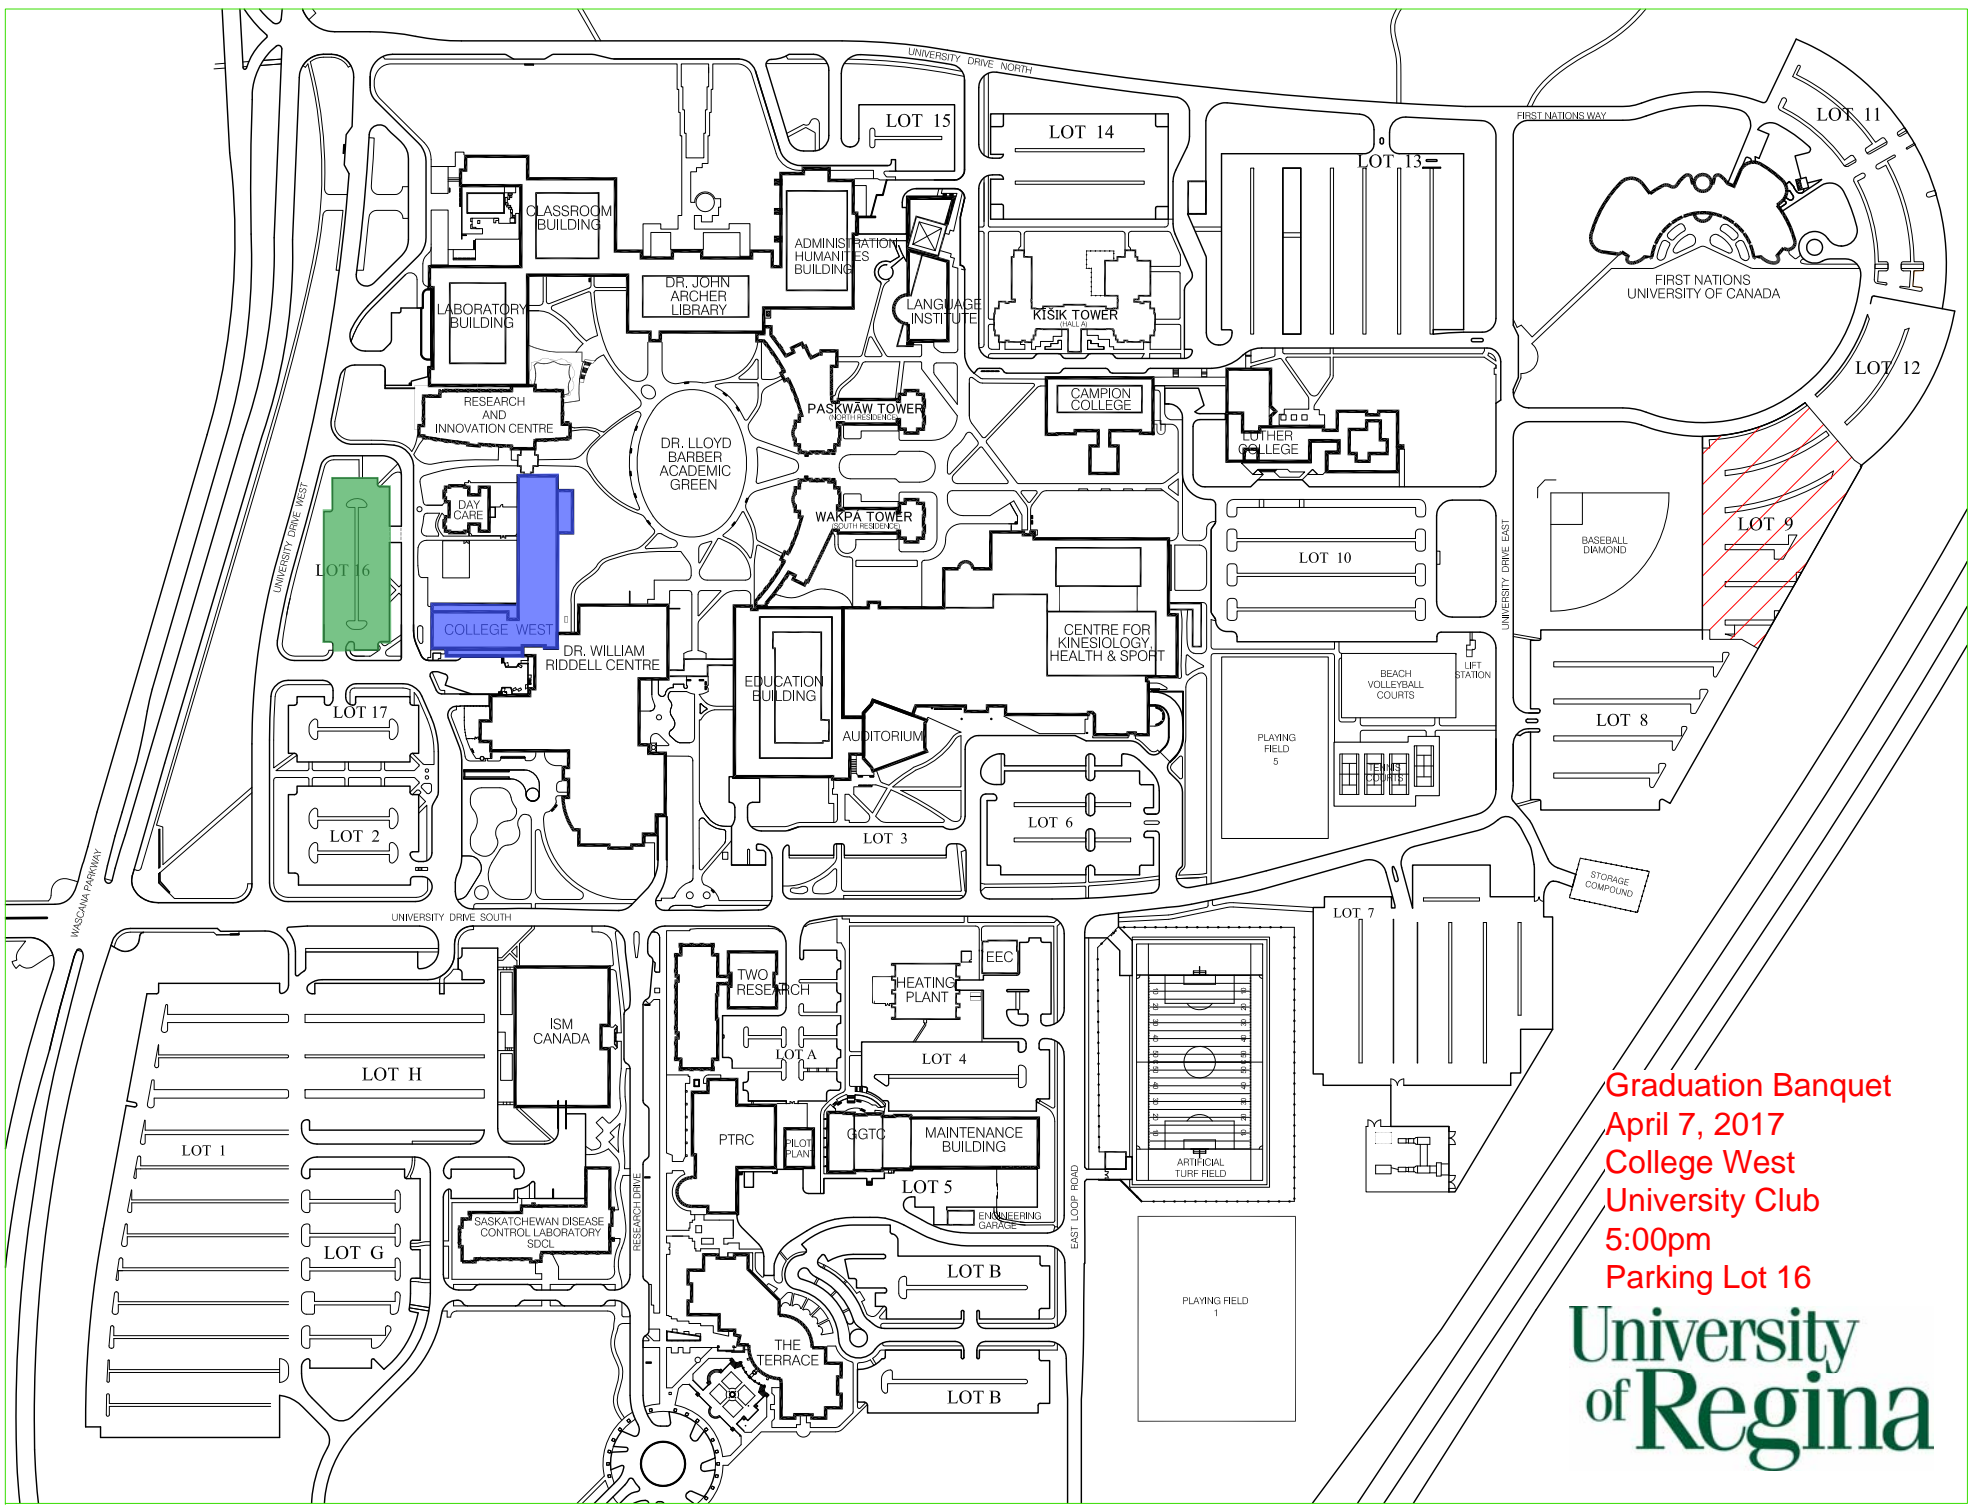 UNIVERSITY DRIVE NORTH
FIRST NATIONS WAY
LOT 11
LOT 15
LOT 14
LOT 13
CLASSROOM
BUILDING
ADMINISTRATION
HUMANITIES
BUILDING
DR. JOHN
ARCHER
LIBRARY
LANGUAGE
INSTITUTE
LABORATORY
BUILDING
KĪŠIK TOWER
(HALL A)
FIRST NATIONS
UNIVERSITY OF CANADA
LOT 12
RESEARCH
AND
INNOVATION CENTRE
PASKWĀW TOWER
(NORTH RESIDENCE)
CAMPION
COLLEGE
LUTHER
COLLEGE
DR. LLOYD
BARBER
ACADEMIC
GREEN
DAY
CARE
WAKPÁ TOWER
(SOUTH RESIDENCE)
UNIVERSITY DRIVE WEST
LOT 16
LOT 10
UNIVERSITY DRIVE EAST
BASEBALL
DIAMOND
LOT 9
COLLEGE WEST
DR. WILLIAM
RIDDELL CENTRE
CENTRE FOR
KINESIOLOGY,
HEALTH & SPORT
EDUCATION
BUILDING
AUDITORIUM
BEACH
VOLLEYBALL
COURTS
LIFT
STATION
LOT 17
LOT 8
PLAYING
FIELD
5
TENNIS
COURTS
LOT 2
LOT 3
LOT 6
STORAGE
COMPOUND
WASCANA PARKWAY
UNIVERSITY DRIVE SOUTH
LOT 7
TWO
RESEARCH
HEATING
PLANT
EEC
ISM
CANADA
LOT A
LOT 4
LOT H
LOT 1
PTRC
PILOT
PLANT
GGTC
MAINTENANCE
BUILDING
ARTIFICIAL
TURF FIELD
LOT 5
ENGINEERING
GARAGE
EAST LOOP ROAD
RESEARCH DRIVE
SASKATCHEWAN DISEASE
CONTROL LABORATORY
SDCL
LOT G
LOT B
THE
TERRACE
LOT B
PLAYING FIELD
1
Graduation Banquet
April 7, 2017
College West
University Club
5:00pm
Parking Lot 16
University
of Regina